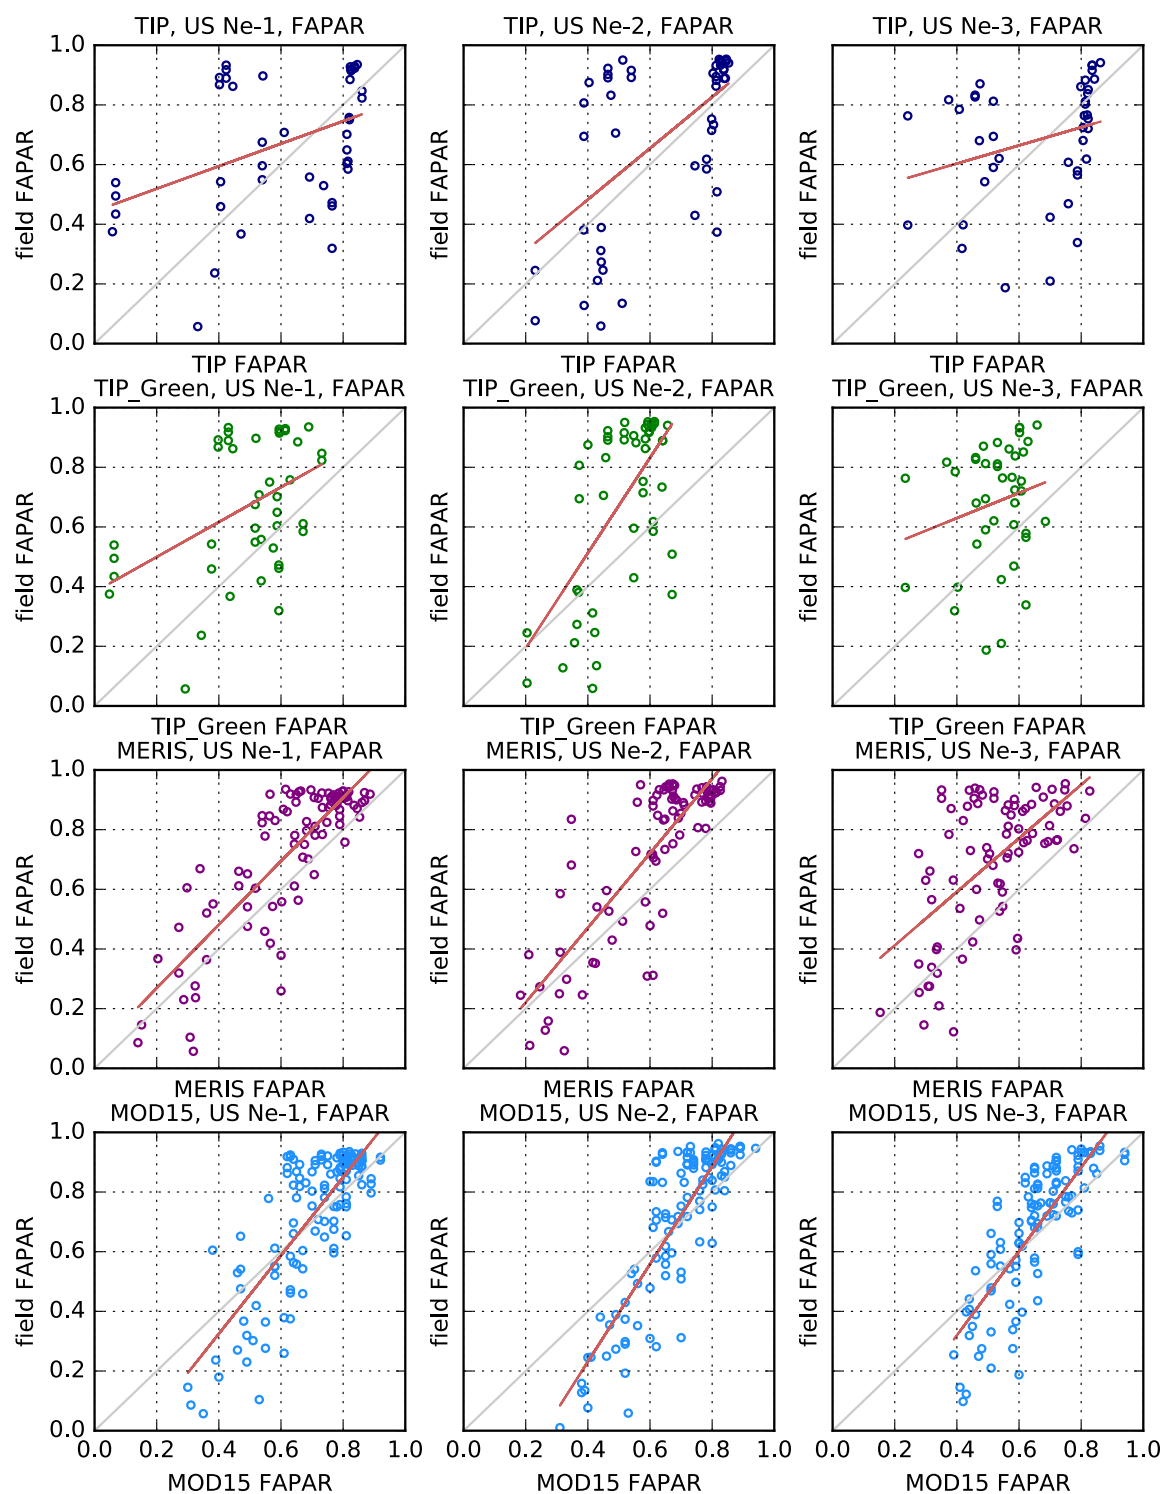 TIP, US Ne-1, FAPAR TIP, US Ne-2, FAPAR TIP, US Ne-3, FAPAR
1.0
0.8
0.6
0.4
0.2
0.0
field FAPAR field FAPAR field FAPAR
TIP FAPAR TIP FAPAR TIP FAPAR
TIP_Green, US Ne-1, FAPAR TIP_Green, US Ne-2, FAPAR TIP_Green, US Ne-3, FAPAR
1.0
0.8
0.6
0.4
0.2
0.0
field FAPAR field FAPAR field FAPAR
TIP_Green FAPAR TIP_Green FAPAR TIP_Green FAPAR
MERIS, US Ne-1, FAPAR MERIS, US Ne-2, FAPAR MERIS, US Ne-3, FAPAR
1.0
0.8
0.6
0.4
0.2
0.0
field FAPAR field FAPAR field FAPAR
MERIS FAPAR MERIS FAPAR MERIS FAPAR
MOD15, US Ne-1, FAPAR MOD15, US Ne-2, FAPAR MOD15, US Ne-3, FAPAR
1.0
0.8
0.6
0.4
0.2
0.0
field FAPAR field FAPAR field FAPAR
0.0 0.2 0.4 0.6 0.8 1.0 0.0 0.2 0.4 0.6 0.8 1.0 0.0 0.2 0.4 0.6 0.8 1.0
MOD15 FAPAR MOD15 FAPAR MOD15 FAPAR